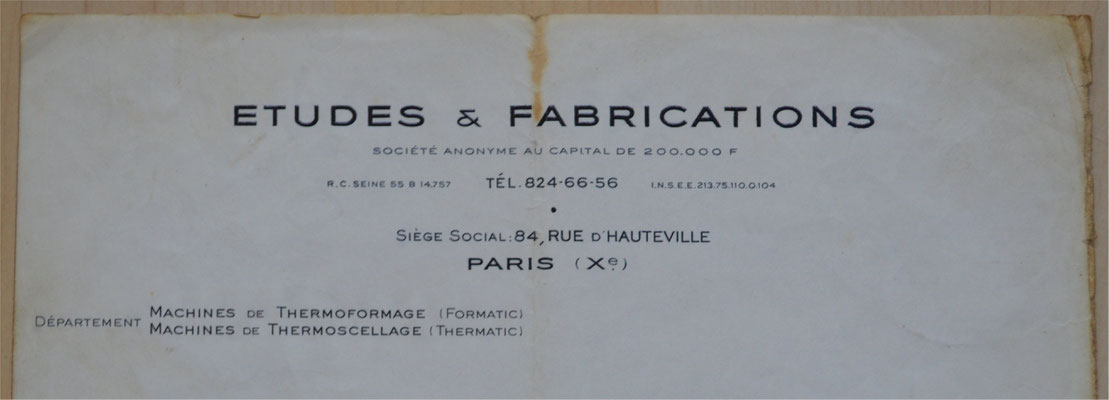 ETUDES & FABRICATIONS
SOCIÉTÉ ANONYME AU CAPITAL DE 200.000 F
R.C. SEINE 55 B 14.757 TÉL. 824-66-56 I.N.S.E.E. 213.75.110.0.104
•
SIÈGE SOCIAL: 84, RUE D'HAUTEVILLE
PARIS (Xe)
DÉPARTEMENT MACHINES DE THERMOFORMAGE (FORMATIC)
MACHINES DE THERMOSCELLAGE (THERMATIC)